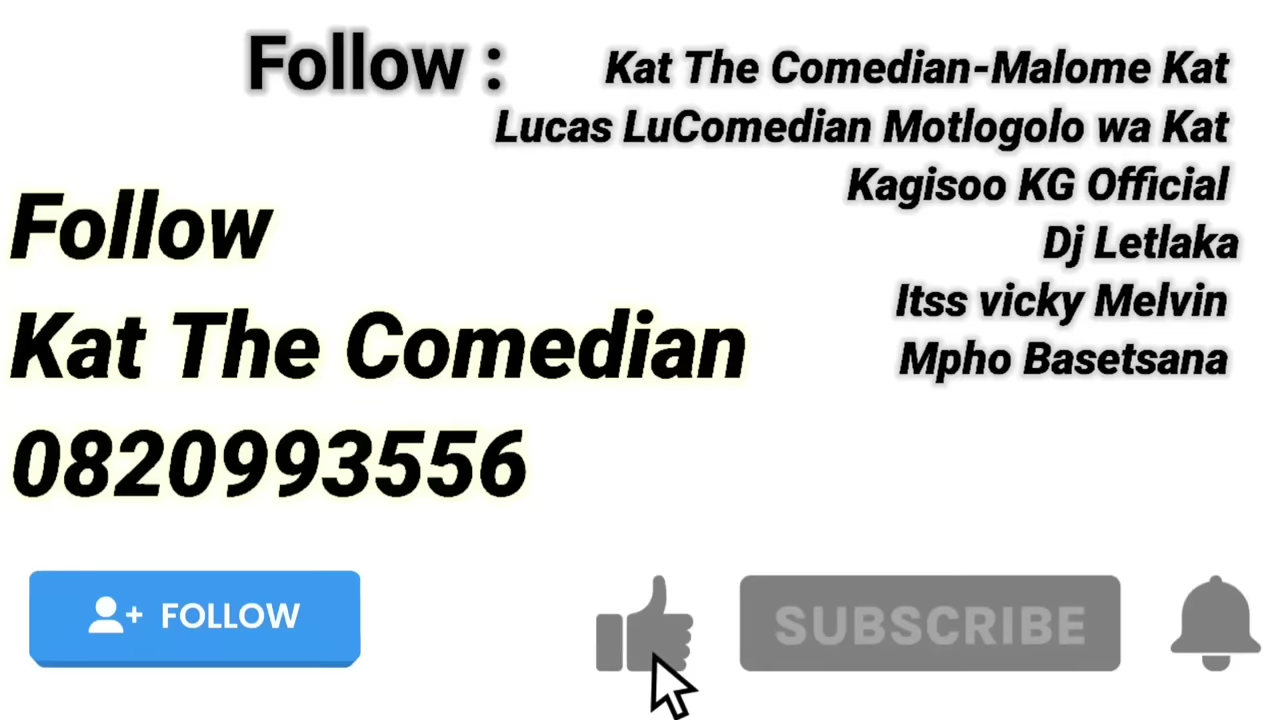 Follow :
Kat The Comedian-Malome Kat
Lucas LuComedian Motlogolo wa Kat
Kagisoo KG Official
Dj Letlaka
Itss vicky Melvin
Mpho Basetsana
Follow
Kat The Comedian
0820993556
FOLLOW
SUBSCRIBE